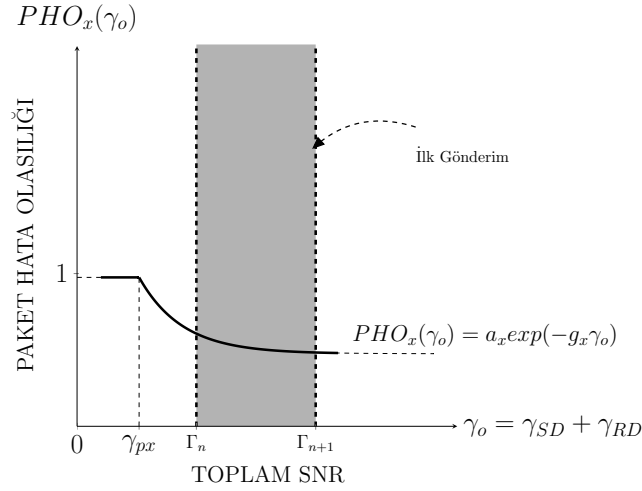 PHO_x(γ_o)
PAKET HATA OLASILIĞI
İlk Gönderim
1
PHO_x(γ_o) = a_x exp(−g_x γ_o)
0
γ_px
Γ_n
Γ_{n+1}
γ_o = γ_SD + γ_RD
TOPLAM SNR